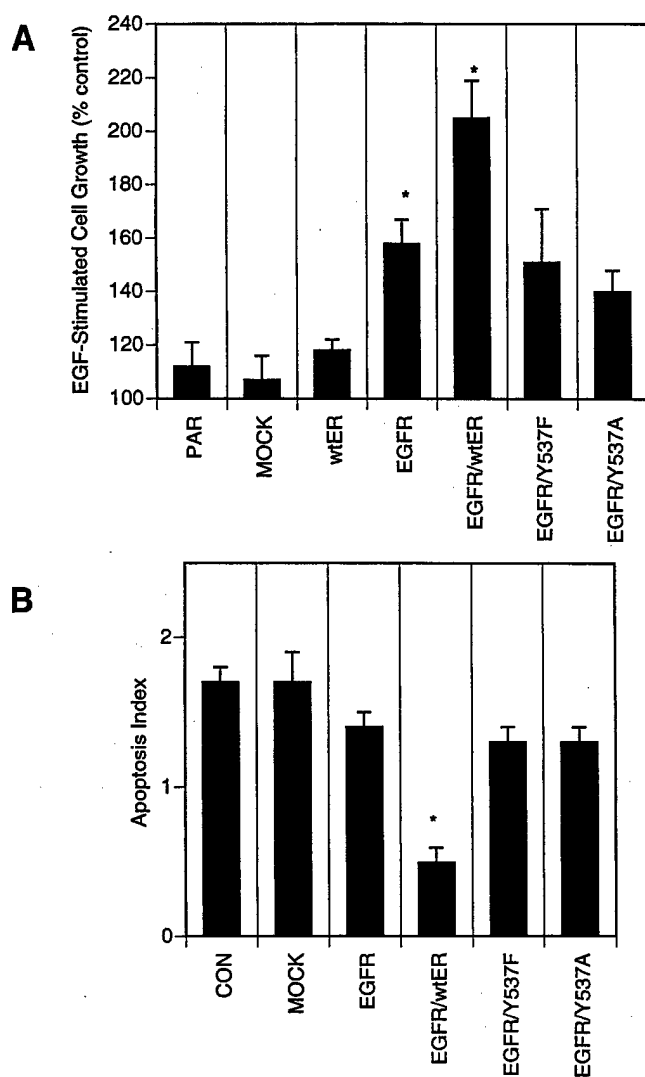 A
EGF-Stimulated Cell Growth (% control)
240
220
200
180
160
140
120
100
*
*
PAR
MOCK
wtER
EGFR
EGFR/wtER
EGFR/Y537F
EGFR/Y537A
B
Apoptosis Index
2
1
0
*
CON
MOCK
EGFR
EGFR/wtER
EGFR/Y537F
EGFR/Y537A